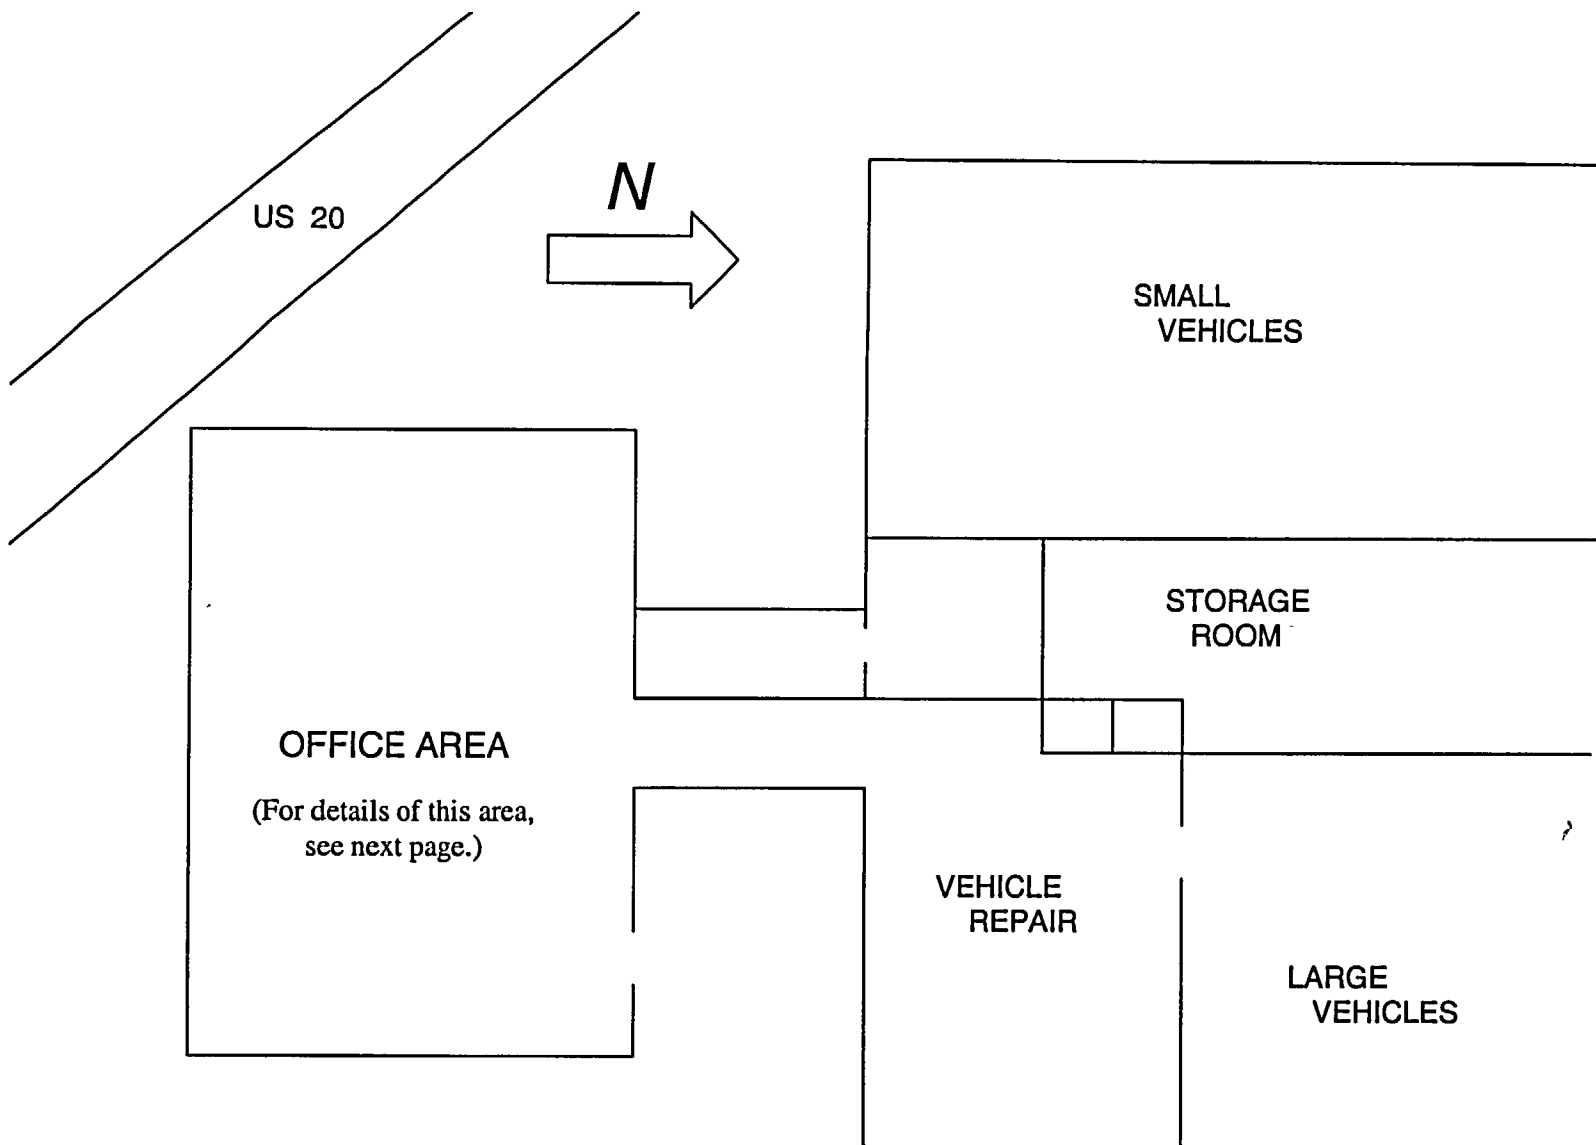 US 20
N
SMALL
VEHICLES
STORAGE
ROOM
OFFICE AREA
(For details of this area,
see next page.)
VEHICLE
REPAIR
LARGE
VEHICLES